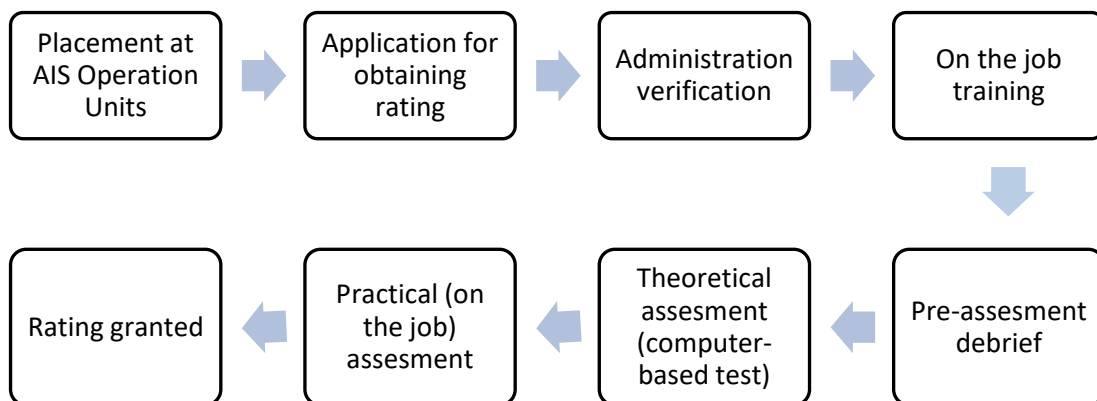 Placement at
AIS Operation
Units
Application for
obtaining
rating
Administration
verification
On the job
training
Pre-assesment
debrief
Theoretical
assesment
(computer-
based test)
Practical (on
the job)
assesment
Rating granted